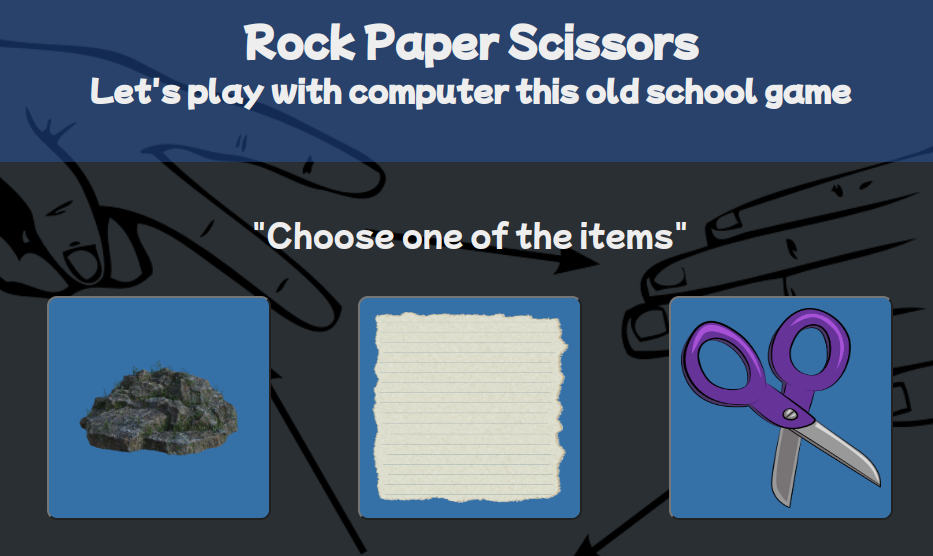 Rock Paper Scissors
Let's play with computer this old school game
"Choose one of the items"